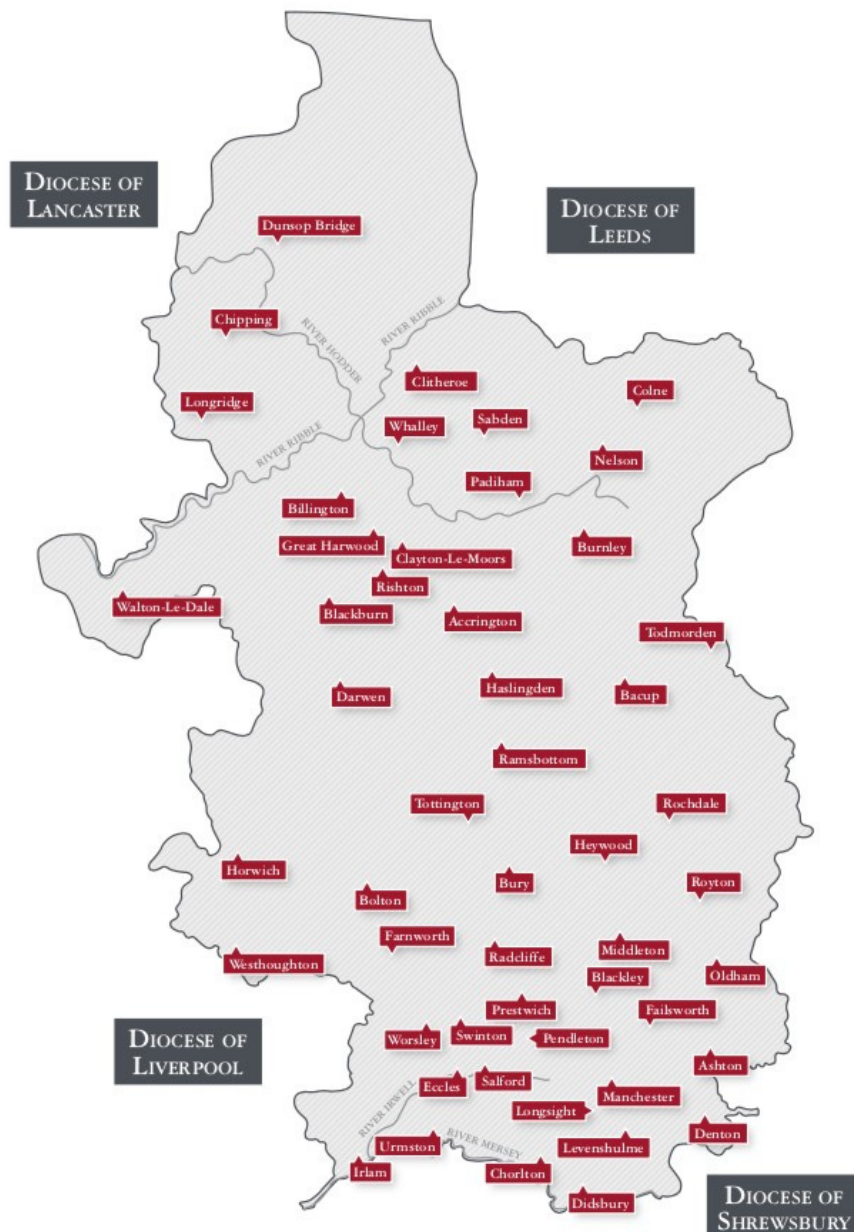 DIOCESE OF
LANCASTER
DIOCESE OF
LEEDS
Dunsop Bridge
Chipping
RIVER HODDER
RIVER RIBBLE
Clitheroe
Colne
Longridge
Whalley
Sabden
RIVER RIBBLE
Nelson
Padiham
Billington
Great Harwood
Clayton-Le-Moors
Burnley
Rishton
Walton-Le-Dale
Blackburn
Accrington
Todmorden
Darwen
Haslingden
Bacup
Ramsbottom
Tottington
Rochdale
Heywood
Horwich
Bolton
Bury
Royton
Farnworth
Westhoughton
Radcliffe
Middleton
Oldham
Blackley
Prestwich
Failsworth
DIOCESE OF
LIVERPOOL
Worsley
Swinton
Pendleton
Ashton
Eccles
Salford
RIVER IRWELL
Manchester
Longsight
Denton
Urmston
RIVER MERSEY
Levenshulme
Irlam
Chorlton
Didsbury
DIOCESE OF
SHREWSBURY